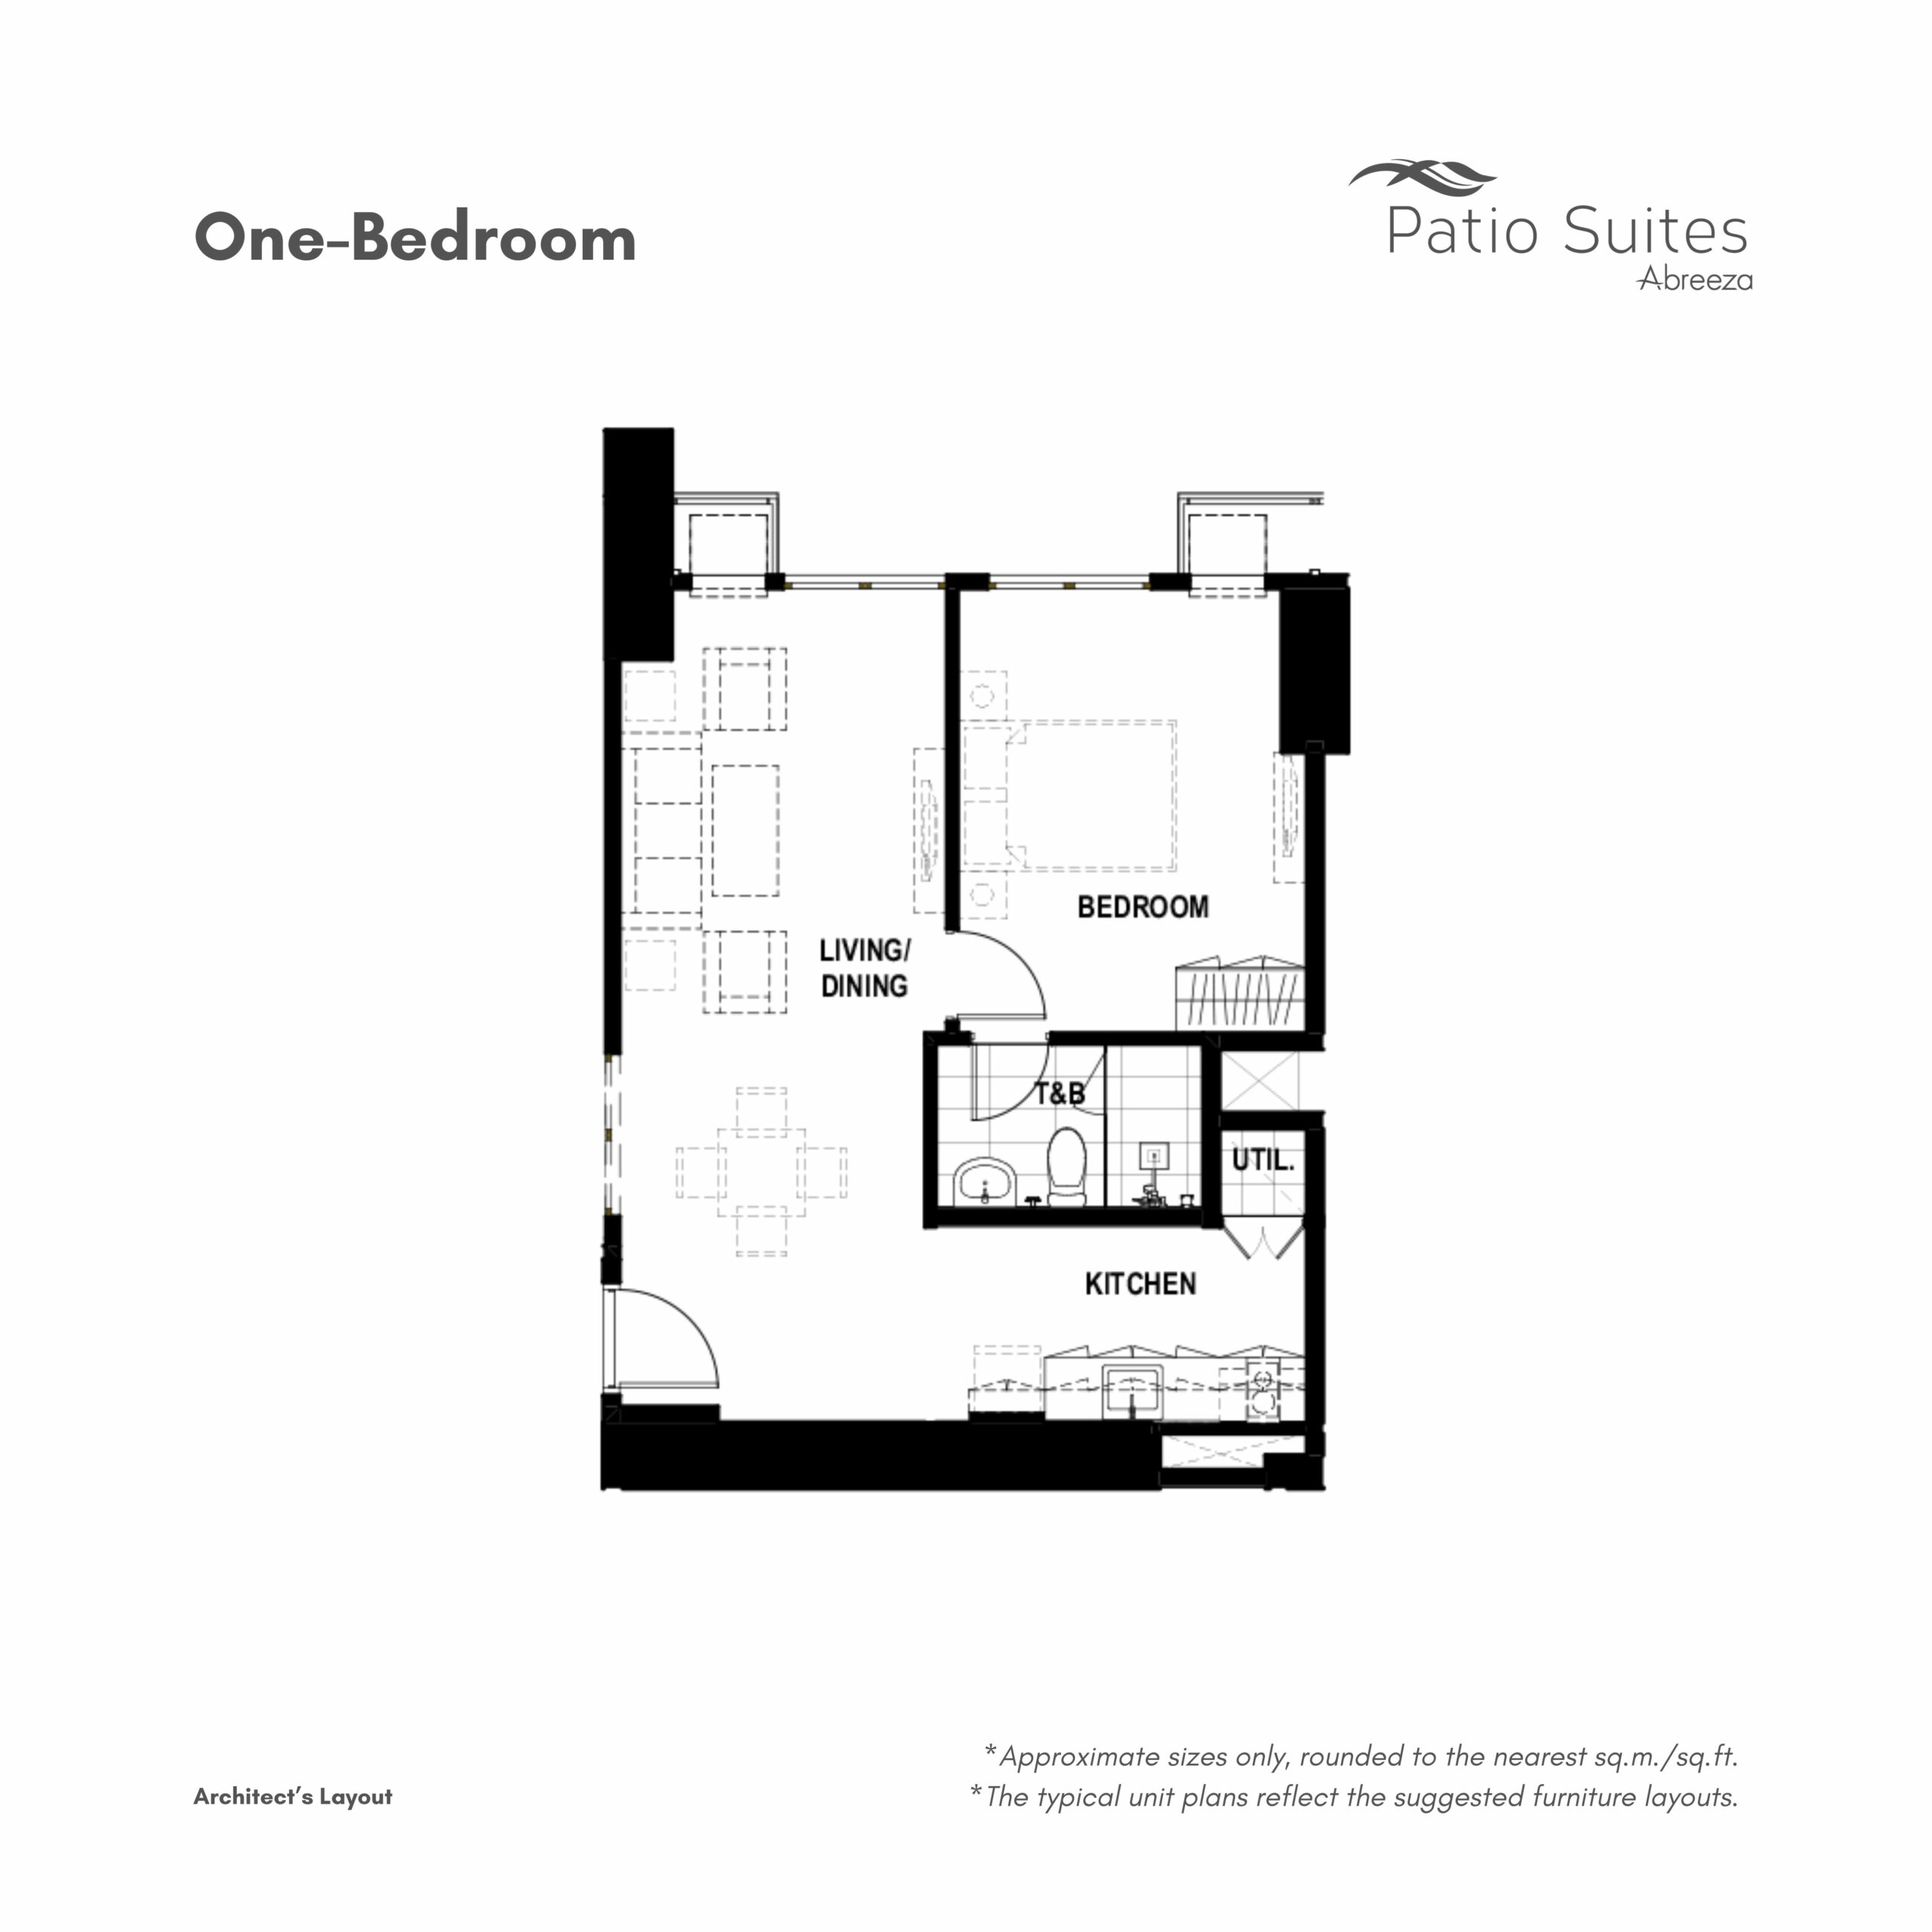 One-Bedroom
Patio Suites
Abreeza
BEDROOM
LIVING/
DINING
T&B
UTIL.
KITCHEN
*Approximate sizes only, rounded to the nearest sq.m./sq.ft.
Architect’s Layout
*The typical unit plans reflect the suggested furniture layouts.